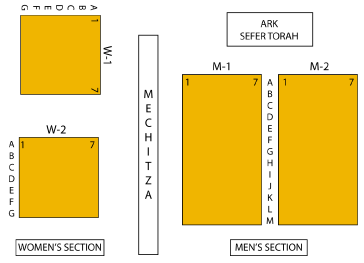 G F E D C B A
1
W-1
7
W-2
1 7
A
B
C
D
E
F
G
WOMEN'S SECTION
M
E
C
H
I
T
Z
A
ARK
SEFER TORAH
M-1
1 7
M-2
1 7
A
B
C
D
E
F
G
H
I
J
K
L
M
MEN'S SECTION